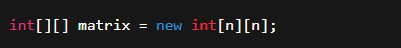 int[][] matrix = new int[n][n];